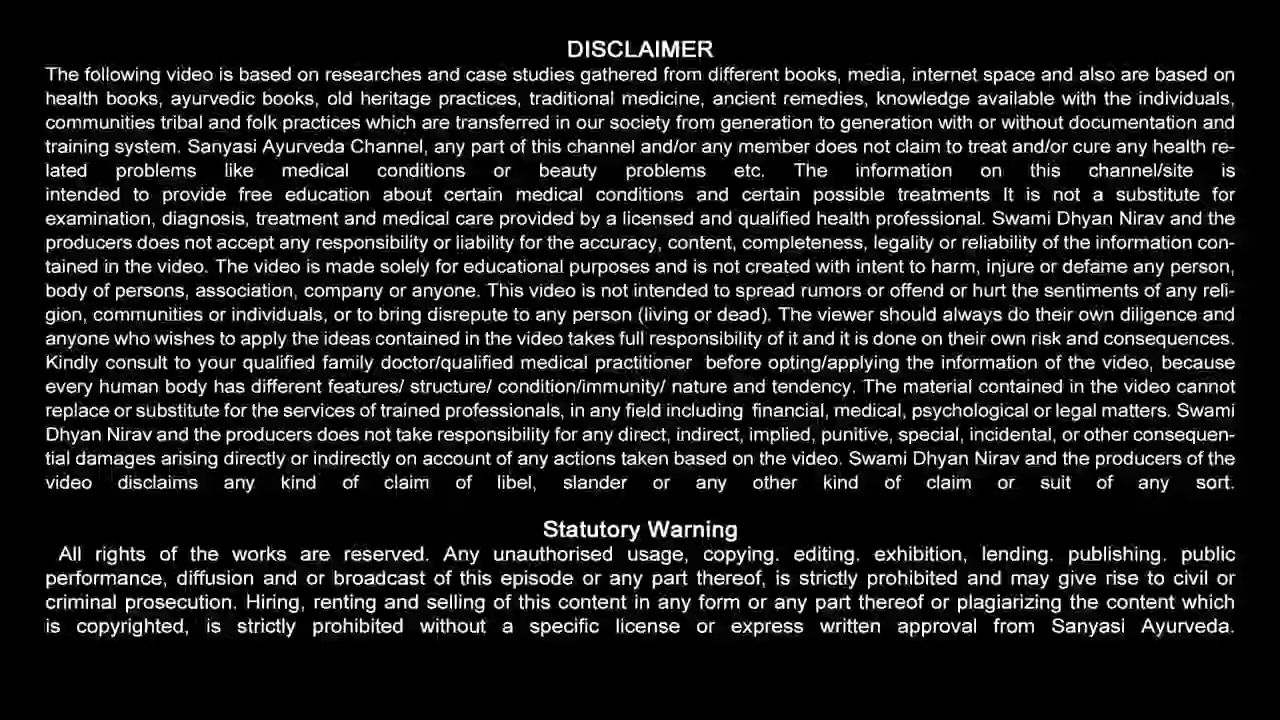 DISCLAIMER
The following video is based on researches and case studies gathered from different books, media, internet space and also are based on
health books, ayurvedic books, old heritage practices, traditional medicine, ancient remedies, knowledge available with the individuals,
communities tribal and folk practices which are transferred in our society from generation to generation with or without documentation and
training system. Sanyasi Ayurveda Channel, any part of this channel and/or any member does not claim to treat and/or cure any health re-
lated problems like medical conditions or beauty problems etc. The information on this channel/site is
intended to provide free education about certain medical conditions and certain possible treatments It is not a substitute for
examination, diagnosis, treatment and medical care provided by a licensed and qualified health professional. Swami Dhyan Nirav and the
producers does not accept any responsibility or liability for the accuracy, content, completeness, legality or reliability of the information con-
tained in the video. The video is made solely for educational purposes and is not created with intent to harm, injure or defame any person,
body of persons, association, company or anyone. This video is not intended to spread rumors or offend or hurt the sentiments of any reli-
gion, communities or individuals, or to bring disrepute to any person (living or dead). The viewer should always do their own diligence and
anyone who wishes to apply the ideas contained in the video takes full responsibility of it and it is done on their own risk and consequences.
Kindly consult to your qualified family doctor/qualified medical practitioner before opting/applying the information of the video, because
every human body has different features/ structure/ condition/immunity/ nature and tendency. The material contained in the video cannot
replace or substitute for the services of trained professionals, in any field including financial, medical, psychological or legal matters. Swami
Dhyan Nirav and the producers does not take responsibility for any direct, indirect, implied, punitive, special, incidental, or other consequen-
tial damages arising directly or indirectly on account of any actions taken based on the video. Swami Dhyan Nirav and the producers of the
video disclaims any kind of claim of libel, slander or any other kind of claim or suit of any sort.
Statutory Warning
All rights of the works are reserved. Any unauthorised usage, copying. editing. exhibition, lending. publishing. public
performance, diffusion and or broadcast of this episode or any part thereof, is strictly prohibited and may give rise to civil or
criminal prosecution. Hiring, renting and selling of this content in any form or any part thereof or plagiarizing the content which
is copyrighted, is strictly prohibited without a specific license or express written approval from Sanyasi Ayurveda.